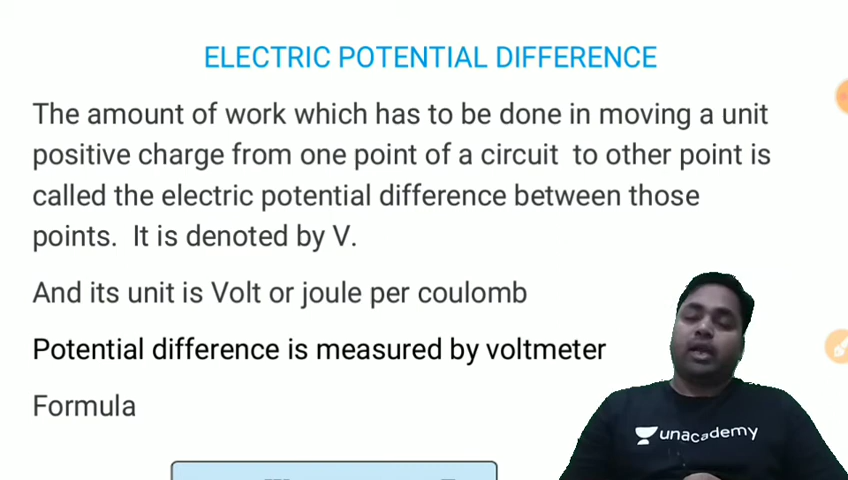 ELECTRIC POTENTIAL DIFFERENCE
The amount of work which has to be done in moving a unit
positive charge from one point of a circuit to other point is
called the electric potential difference between those
points. It is denoted by V.
And its unit is Volt or joule per coulomb
Potential difference is measured by voltmeter
Formula
unacademy